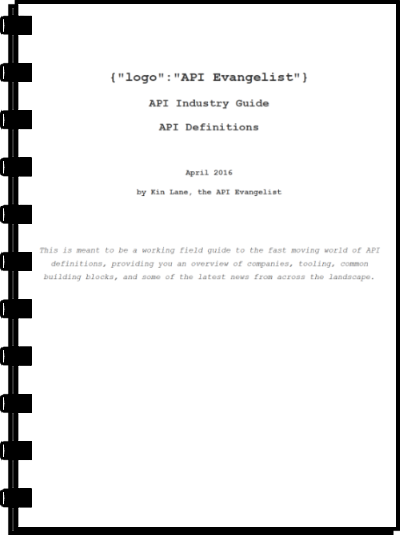 {"logo":"API Evangelist"}
API Industry Guide
API Definitions
April 2016
by Kin Lane, the API Evangelist
This is meant to be a working field guide to the fast moving world of API
definitions, providing you an overview of companies, tooling, common
building blocks, and some of the latest news from across the landscape.